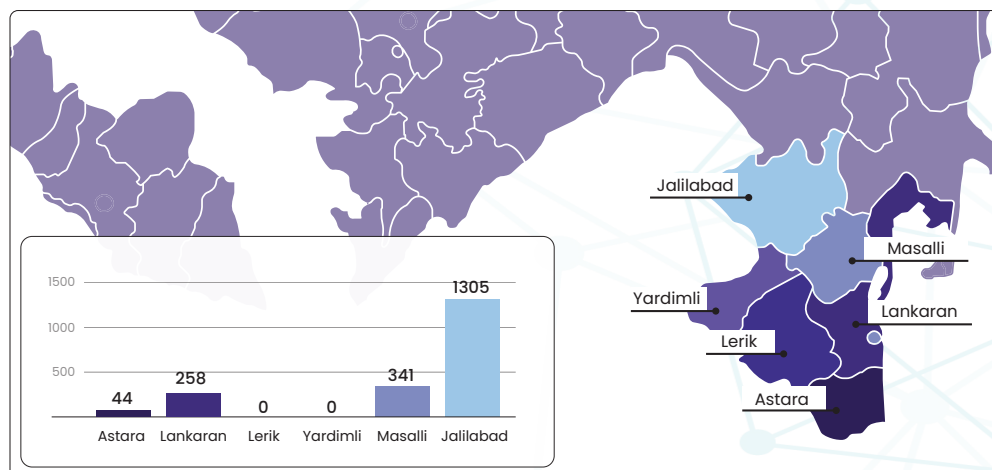 Jalilabad
Masalli
Yardimli
Lankaran
Lerik
Astara
1500
1000
500
44
258
0
0
341
1305
Astara
Lankaran
Lerik
Yardimli
Masalli
Jalilabad